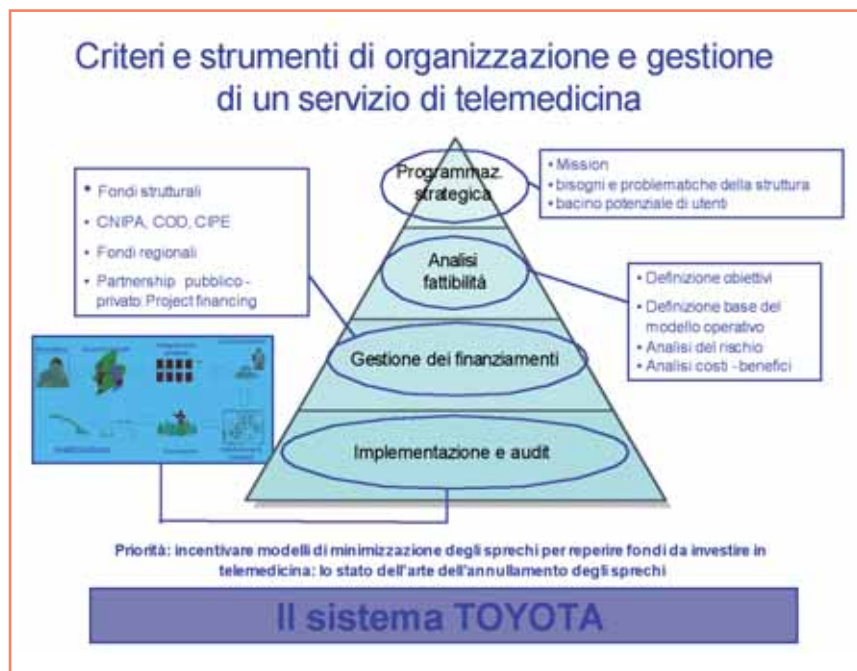 Criteri e strumenti di organizzazione e gestione
di un servizio di telemedicina
Programmaz.
strategica
• Mission
• bisogni e problematiche della struttura
• bacino potenziale di utenti
• Fondi strutturali
• CNIPA, COD, CIPE
• Fondi regionali
• Partnership pubblico -
privato: Project financing
Analisi
fattibilità
• Definizione obiettivi
• Definizione base del
modello operativo
• Analisi del rischio
• Analisi costi - benefici
Gestione dei finanziamenti
Implementazione e audit
Priorità: incentivare modelli di minimizzazione degli sprechi per reperire fondi da investire in
telemedicina: lo stato dell'arte dell'annullamento degli sprechi
Il sistema TOYOTA